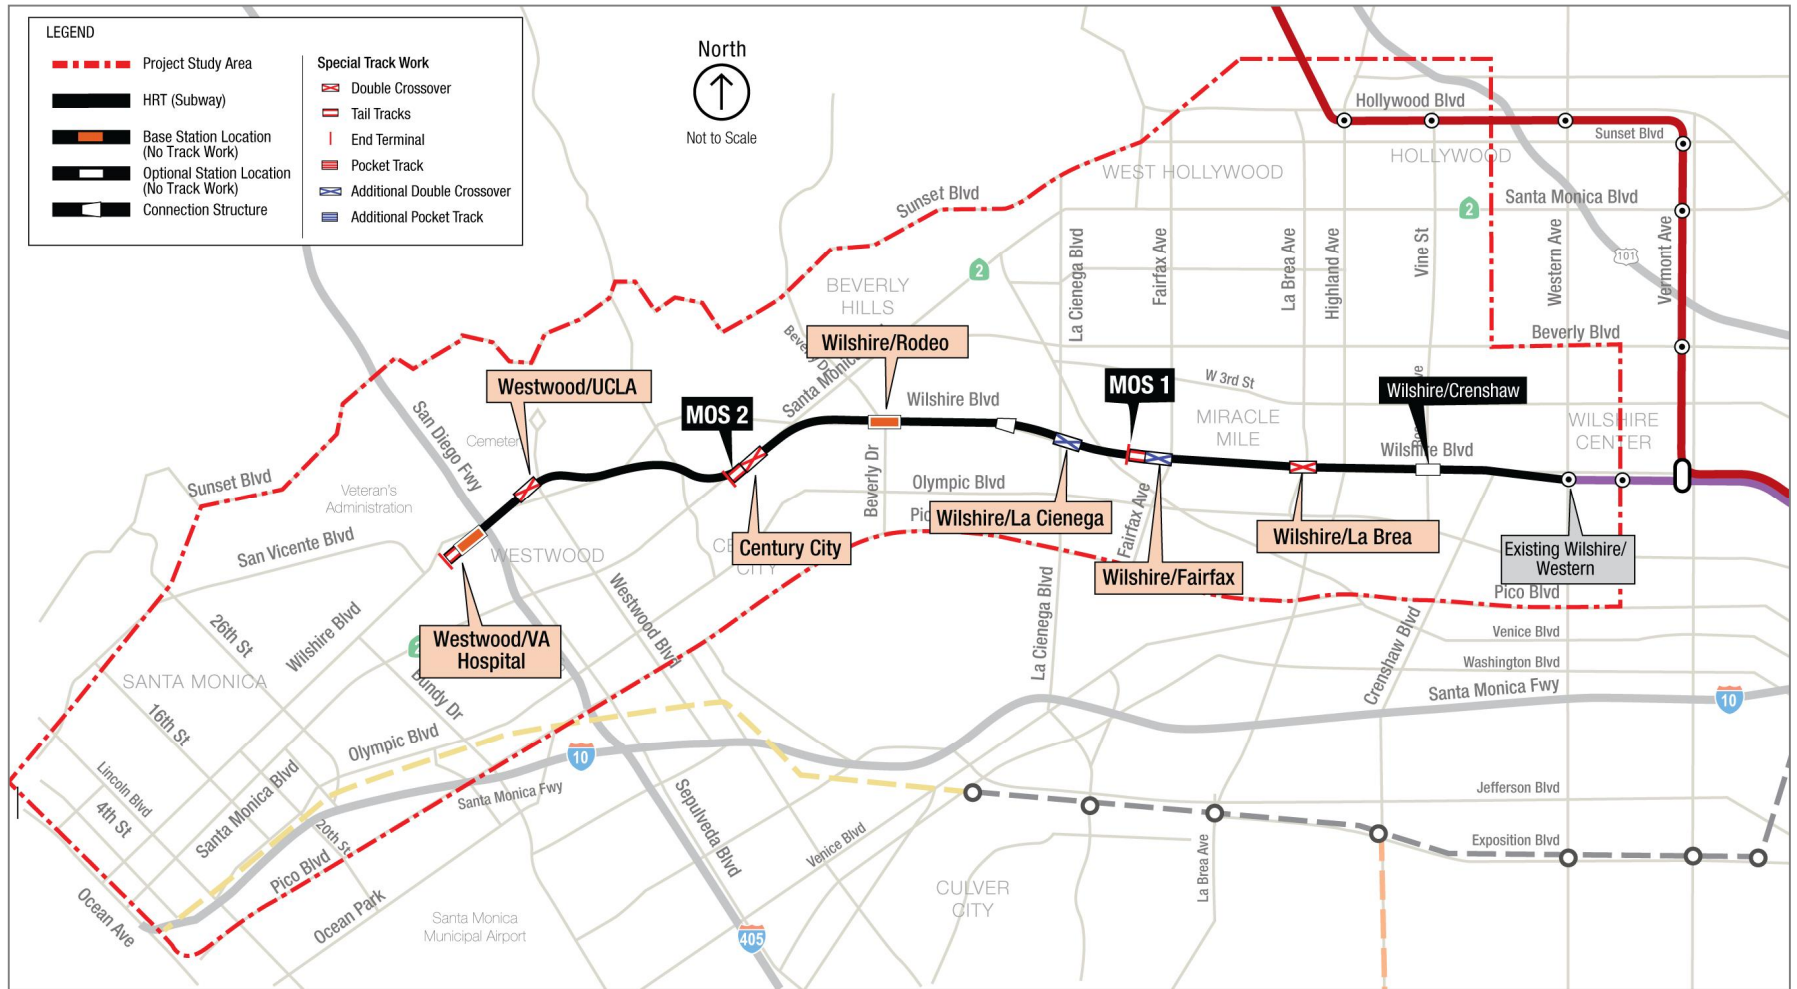 LEGEND
Project Study Area
HRT (Subway)
Base Station Location
(No Track Work)
Optional Station Location
(No Track Work)
Connection Structure
Special Track Work
Double Crossover
Tail Tracks
End Terminal
Pocket Track
Additional Double Crossover
Additional Pocket Track
North
Not to Scale
Hollywood Blvd
Sunset Blvd
HOLLYWOOD
WEST HOLLYWOOD
Sunset Blvd
2
Santa Monica Blvd
La Cienega Blvd
Fairfax Ave
La Brea Ave
Highland Ave
Vine St
Western Ave
Vermont Ave
101
2
BEVERLY
HILLS
Beverly Blvd
Wilshire/Rodeo
Santa Monica
Westwood/UCLA
MOS 2
Wilshire Blvd
MOS 1
W 3rd St
Wilshire/Crenshaw
MIRACLE
MILE
WILSHIRE
CENTER
Wilshire Blvd
San Diego Fwy
Sunset Blvd
Veteran's
Administration
Beverly Dr
Olympic Blvd
Wilshire/La Cienega
Fairfax Ave
Wilshire/La Brea
Existing Wilshire/
Western
San Vicente Blvd
WESTWOOD
Century City
CITY
Wilshire/Fairfax
Pico Blvd
26th St
Wilshire Blvd
Westwood Blvd
La Cienega Blvd
Crenshaw Blvd
Venice Blvd
Westwood/VA
Hospital
2
Washington Blvd
SANTA MONICA
Bundy Dr
Santa Monica Fwy
10
16th St
Olympic Blvd
10
Lincoln Blvd
4th St
Santa Monica Blvd
Santa Monica Fwy
Sepulveda Blvd
Jefferson Blvd
20th St
Venice Blvd
Exposition Blvd
Pico Blvd
La Brea Ave
Ocean Ave
Ocean Park
Santa Monica
Municipal Airport
CULVER
CITY
405